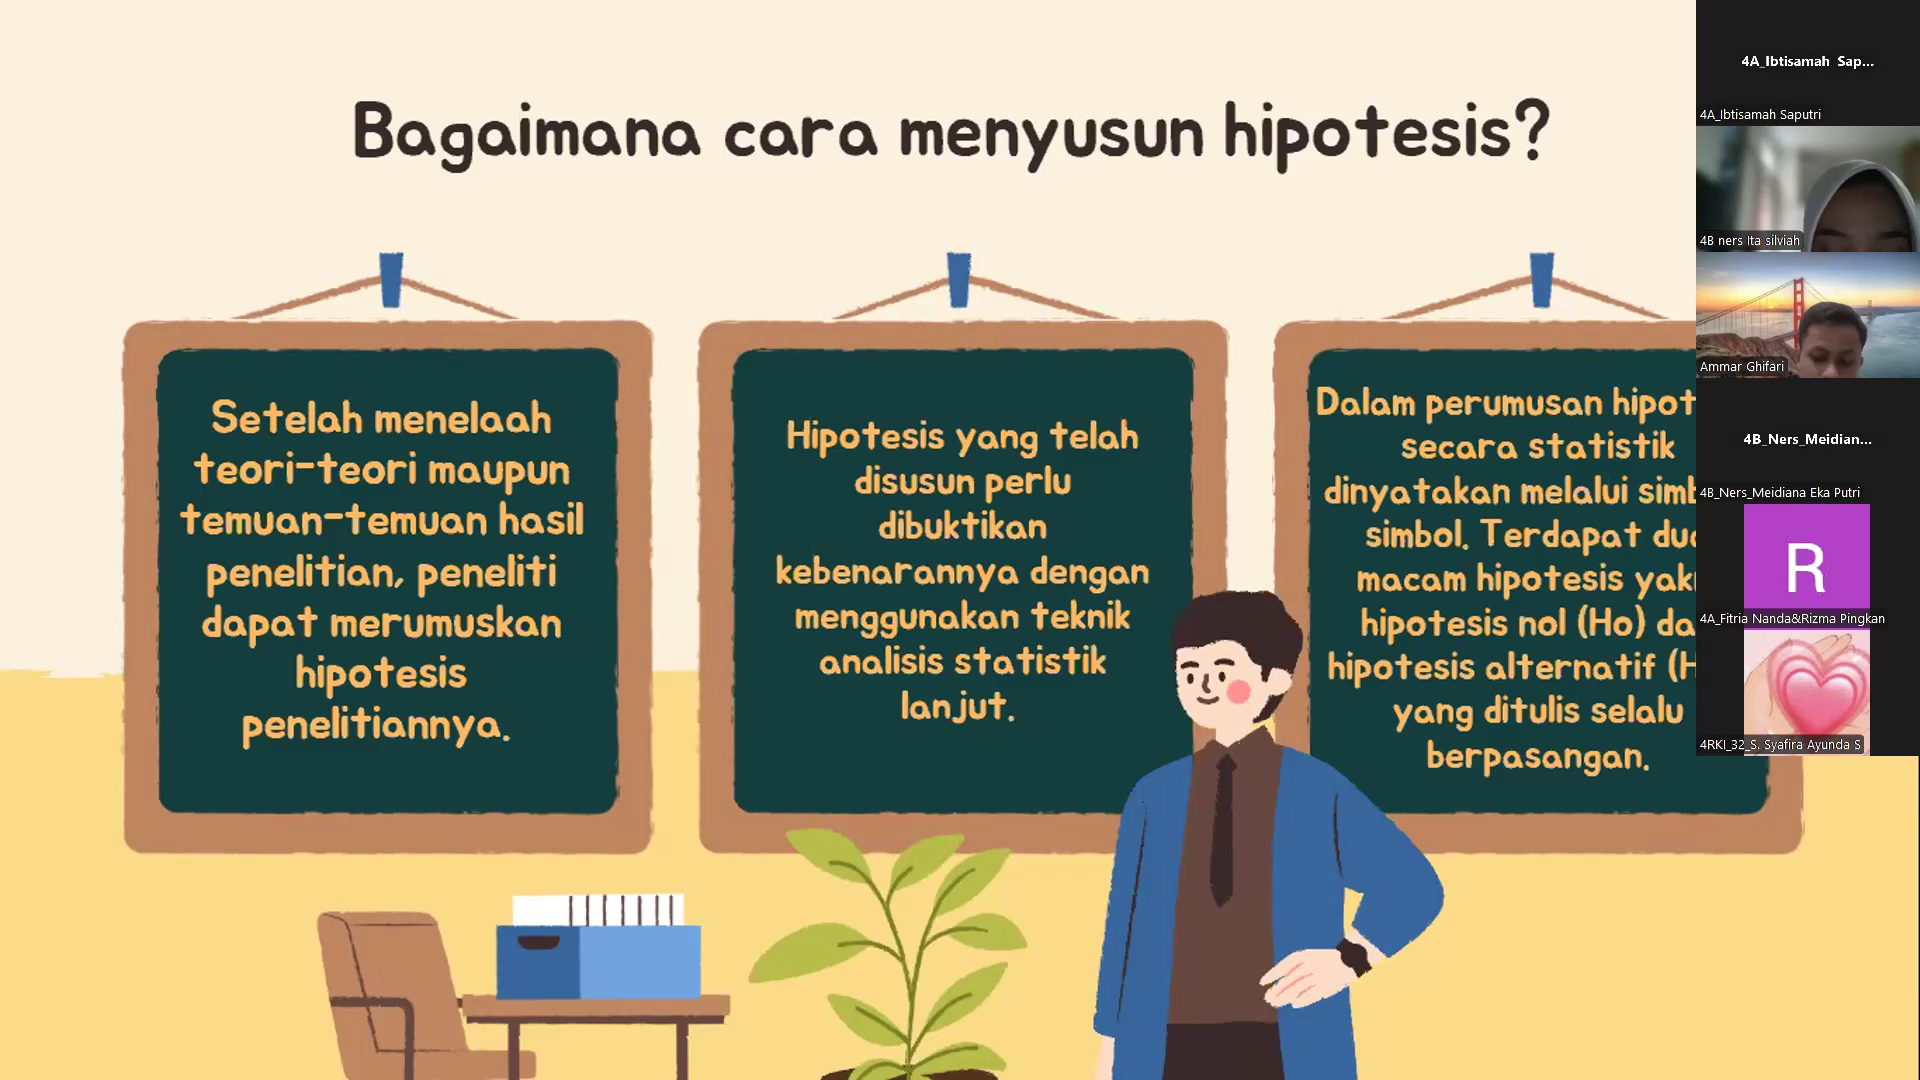 Bagaimana cara menyusun hipotesis?
Setelah menelaah
teori-teori maupun
temuan-temuan hasil
penelitian, peneliti
dapat merumuskan
hipotesis
penelitiannya.
Hipotesis yang telah
disusun perlu
dibuktikan
kebenarannya dengan
menggunakan teknik
analisis statistik
lanjut.
Dalam perumusan
secara statistik
dinyatakan melalui
simbol. Terdapat
macam hipotesis
hipotesis nol (Ho)
hipotesis alternatif
yang ditulis selalu
berpasangan.
4A_Ibtisamah Sap...
4A_Ibtisamah Saputri
4B ners Ita silviah
Ammar Ghifari
4B_Ners_Meidian...
4B_Ners_Meidiana Eka Putri
R
4A_Fitria Nanda&Rizma Pingkan
4RKI_32_S. Syafira Ayunda S